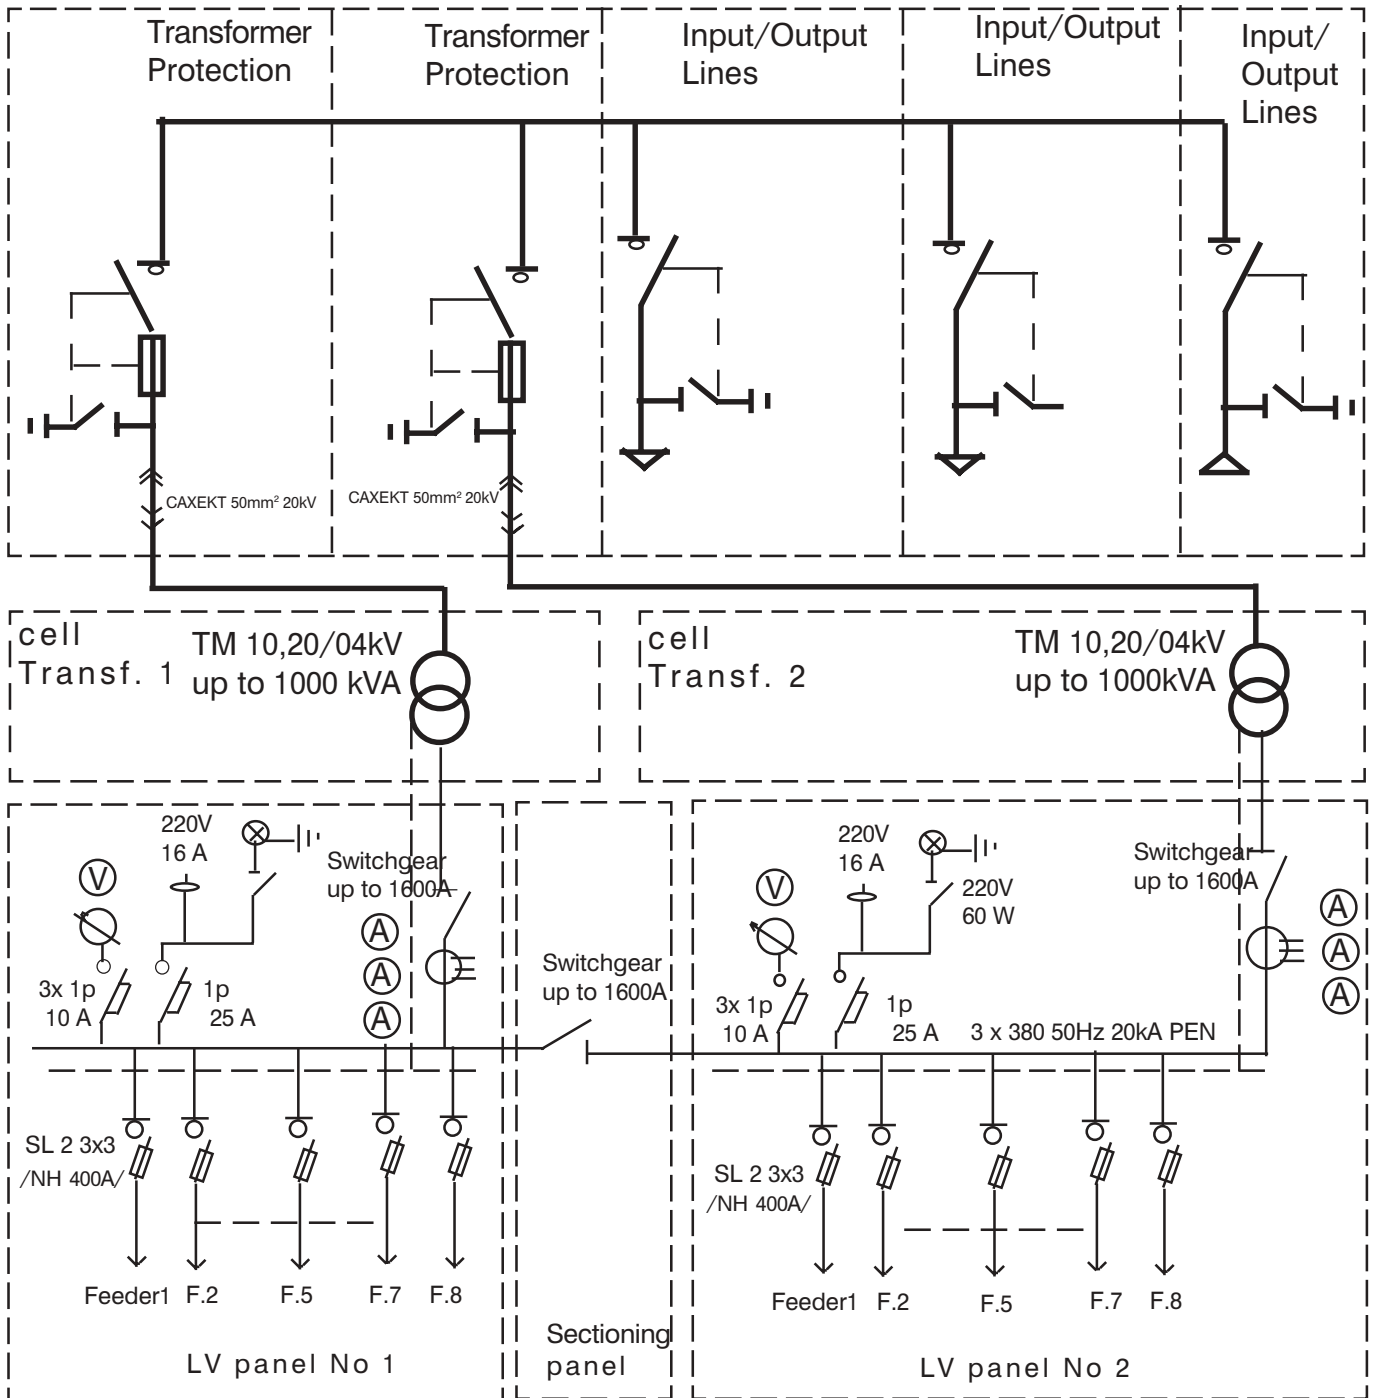 Transformer
Protection
Transformer
Protection
Input/Output
Lines
Input/Output
Lines
Input/
Output
Lines
CAXEKT 50mm² 20kV
CAXEKT 50mm² 20kV
cell
Transf. 1
TM 10,20/04kV
up to 1000 kVA
cell
Transf. 2
TM 10,20/04kV
up to 1000kVA
220V
16 A
Switchgear
up to 1600A
V
A
A
A
3x 1p
10 A
1p
25 A
Switchgear
up to 1600A
220V
16 A
220V
60 W
Switchgear
up to 1600A
V
A
A
A
3x 1p
10 A
1p
25 A
3 x 380 50Hz 20kA PEN
SL 2 3x3
/NH 400A/
Feeder1
F.2
F.5
F.7
F.8
LV panel No 1
Sectioning
panel
SL 2 3x3
/NH 400A/
Feeder1
F.2
F.5
F.7
F.8
LV panel No 2